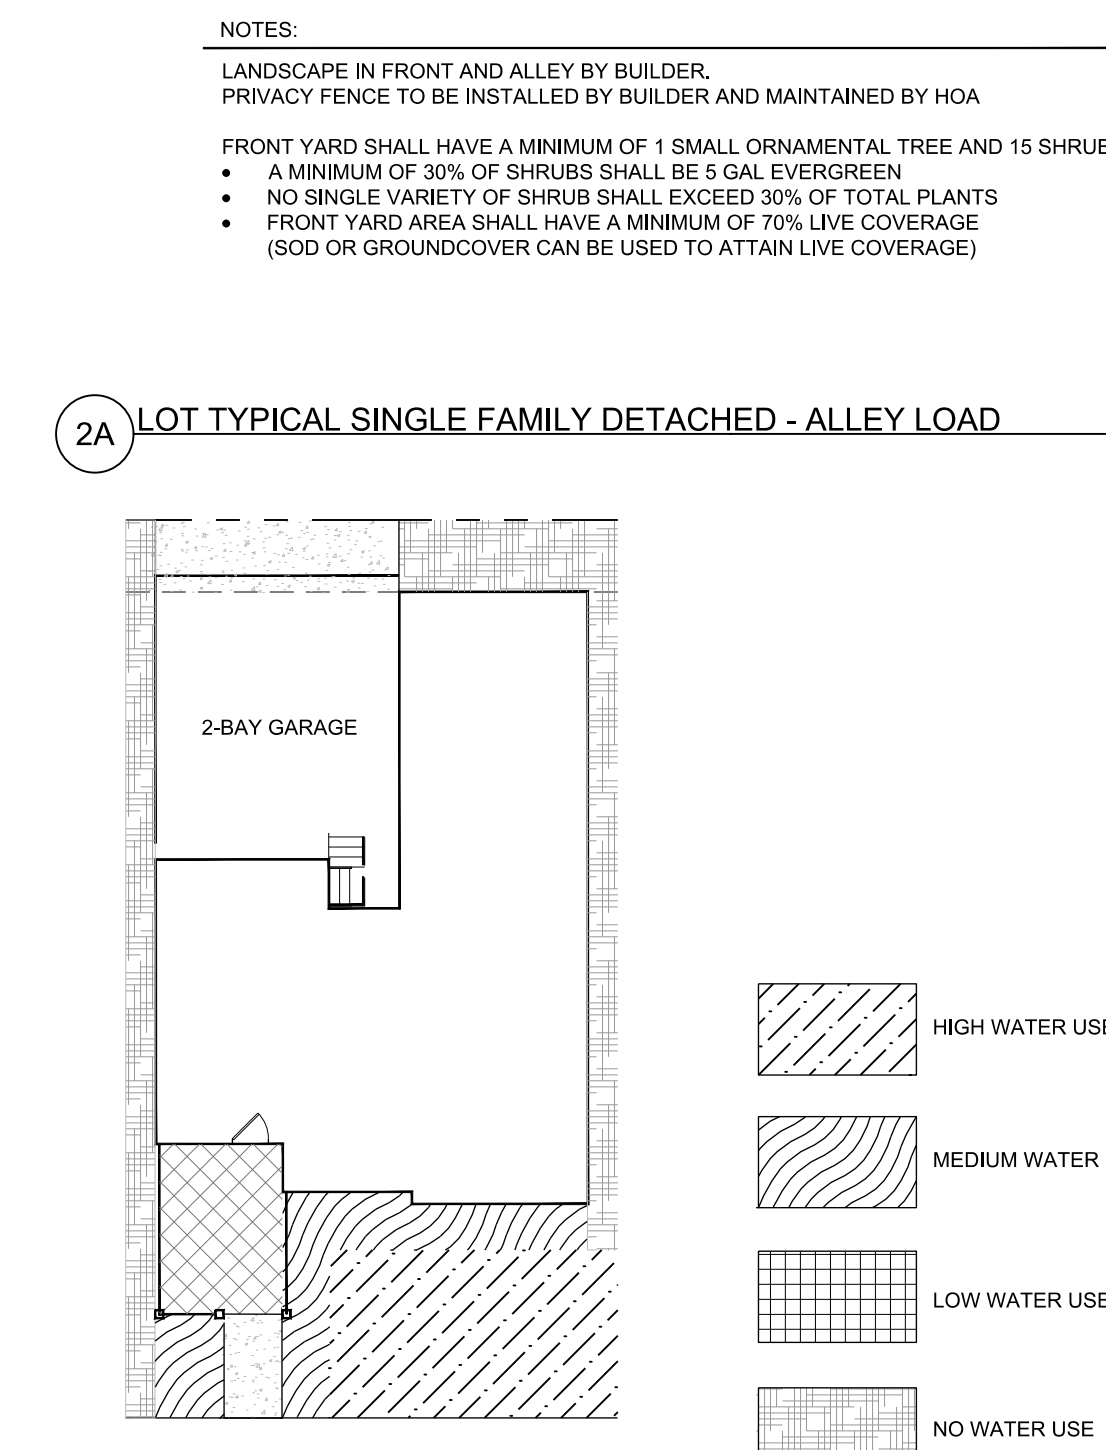 NOTES:
LANDSCAPE IN FRONT AND ALLEY BY BUILDER.
PRIVACY FENCE TO BE INSTALLED BY BUILDER AND MAINTAINED BY HOA
FRONT YARD SHALL HAVE A MINIMUM OF 1 SMALL ORNAMENTAL TREE AND 15 SHRUB
• A MINIMUM OF 30% OF SHRUBS SHALL BE 5 GAL EVERGREEN
• NO SINGLE VARIETY OF SHRUB SHALL EXCEED 30% OF TOTAL PLANTS
• FRONT YARD AREA SHALL HAVE A MINIMUM OF 70% LIVE COVERAGE
(SOD OR GROUNDCOVER CAN BE USED TO ATTAIN LIVE COVERAGE)
2A LOT TYPICAL SINGLE FAMILY DETACHED - ALLEY LOAD
2-BAY GARAGE
HIGH WATER USE
MEDIUM WATER
LOW WATER USE
NO WATER USE